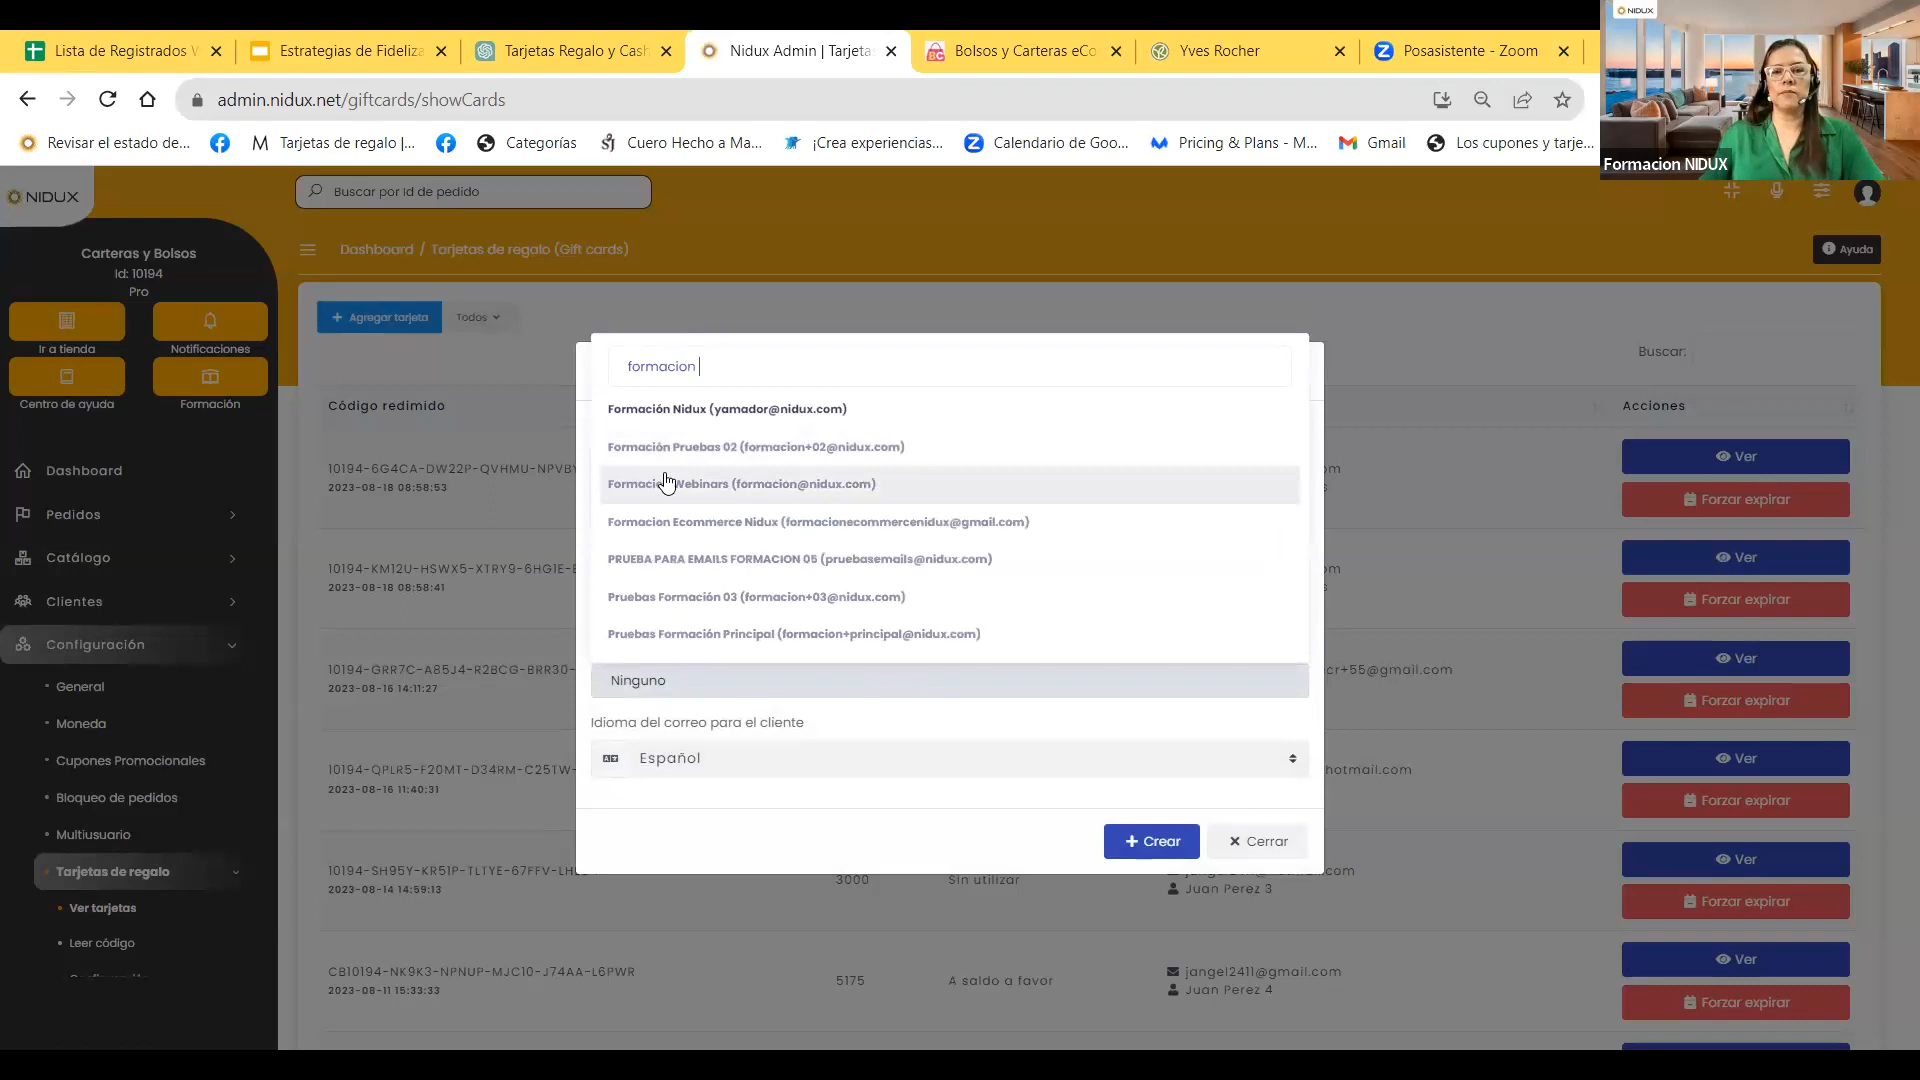 Lista de Registrados
Estrategias de Fideliza
Tarjetas Regalo y Cash
Nidux Admin | Tarjetas
Bolsos y Carteras eCo
Yves Rocher
Posasistente - Zoom
NIDUX
Formacion NIDUX
admin.nidux.net/giftcards/showCards
Revisar el estado de...
Tarjetas de regalo |...
Categorías
Cuero Hecho a Ma...
¡Crea experiencias...
Calendario de Goo...
Pricing & Plans - M...
Gmail
Los cupones y tarje...
NIDUX
Buscar por Id de pedido
Carteras y Bolsos
Id: 10194
Pro
Ir a tienda
Notificaciones
Centro de ayuda
Formación
Dashboard
Pedidos
Catálogo
Clientes
Configuración
General
Moneda
Cupones Promocionales
Bloqueo de pedidos
Multiusuario
Tarjetas de regalo
Ver tarjetas
Leer código
Dashboard / Tarjetas de regalo (Gift cards)
Ayuda
+ Agregar tarjeta
Todos
Buscar:
Código redimido
Acciones
10194-6G4CA-DW22P-QVHMU-NPVBY
2023-08-18 08:58:53
om
Ver
Forzar expirar
10194-KM12U-HSWX5-XTRY9-6HG1E-
2023-08-18 08:58:41
om
Ver
Forzar expirar
10194-GRR7C-A85J4-R2BCG-BRR30-
2023-08-16 14:11:27
cr+55@gmail.com
Ver
Forzar expirar
10194-QPLR5-F20MT-D34RM-C25TW-
2023-08-16 11:40:31
hotmail.com
Ver
Forzar expirar
10194-SH95Y-KR51P-TLTYE-67FFV-
2023-08-14 14:59:13
3000
Sin utilizar
Juan Perez 3
Ver
Forzar expirar
CB10194-NK9K3-NPNUP-MJC10-J74AA-L6PWR
2023-08-11 15:33:33
5175
A saldo a favor
jangel2411@gmail.com
Juan Perez 4
Ver
Forzar expirar
formacion
Formación Nidux (yamador@nidux.com)
Formación Pruebas 02 (formacion+02@nidux.com)
Formacion Webinars (formacion@nidux.com)
Formacion Ecommerce Nidux (formacionecommercenidux@gmail.com)
PRUEBA PARA EMAILS FORMACION 05 (pruebasemails@nidux.com)
Pruebas Formación 03 (formacion+03@nidux.com)
Pruebas Formación Principal (formacion+principal@nidux.com)
Ninguno
Idioma del correo para el cliente
Español
+ Crear
× Cerrar